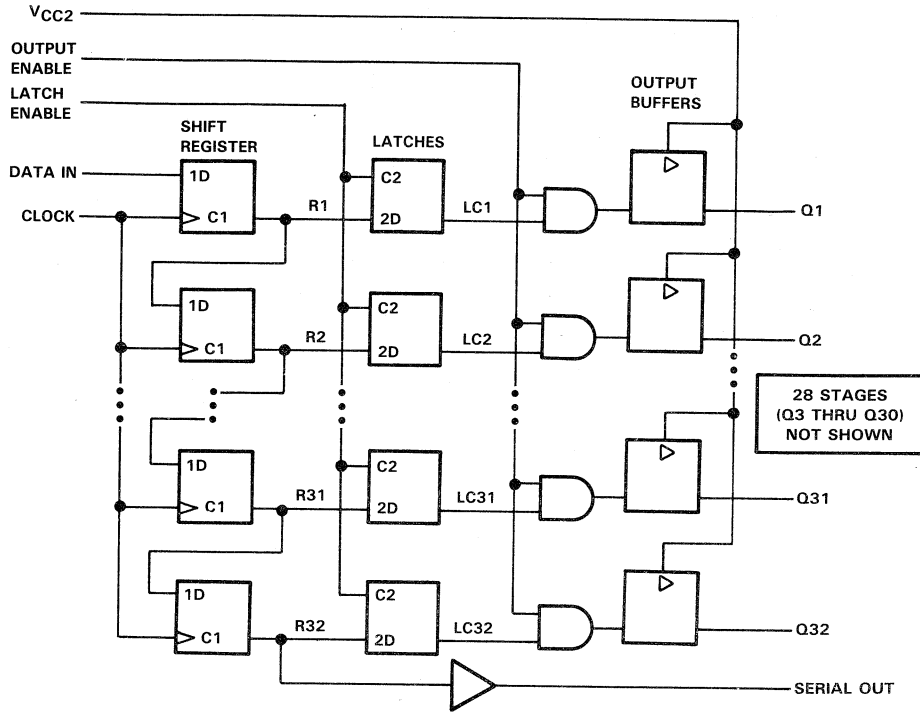 VCC2
OUTPUT
ENABLE
LATCH
ENABLE
OUTPUT
BUFFERS
SHIFT
REGISTER
LATCHES
DATA IN
1D
C2
CLOCK
C1
R1
2D
LC1
Q1
1D
C2
C1
R2
2D
LC2
Q2
28 STAGES
(Q3 THRU Q30)
NOT SHOWN
1D
C2
C1
R31
2D
LC31
Q31
1D
C2
C1
R32
2D
LC32
Q32
SERIAL OUT